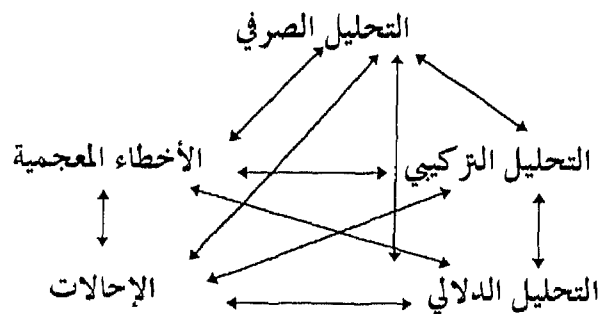 التحليل الصرفي
التحليل التركيبي
الأخطاء المعجمية
التحليل الدلالي
الإحالات